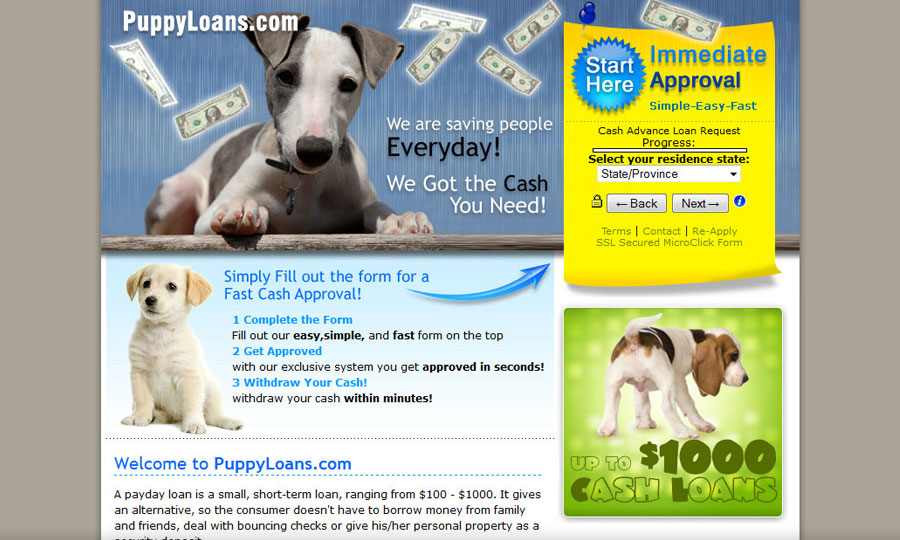 PuppyLoans.com
We are saving people
Everyday!
We Got the Cash
You Need!
Start
Here
Immediate
Approval
Simple-Easy-Fast
Cash Advance Loan Request
Progress:
Select your residence state:
State/Province
← Back
Next →
i
Terms | Contact | Re-Apply
SSL Secured MicroClick Form
Simply Fill out the form for a
Fast Cash Approval!
1 Complete the Form
Fill out our easy,simple, and fast form on the top
2 Get Approved
with our exclusive system you get approved in seconds!
3 Withdraw Your Cash!
withdraw your cash within minutes!
UP TO $1000
CASH LOANS
Welcome to PuppyLoans.com
A payday loan is a small, short-term loan, ranging from $100 - $1000. It gives
an alternative, so the consumer doesn't have to borrow money from family
and friends, deal with bouncing checks or give his/her personal property as a
security deposit.